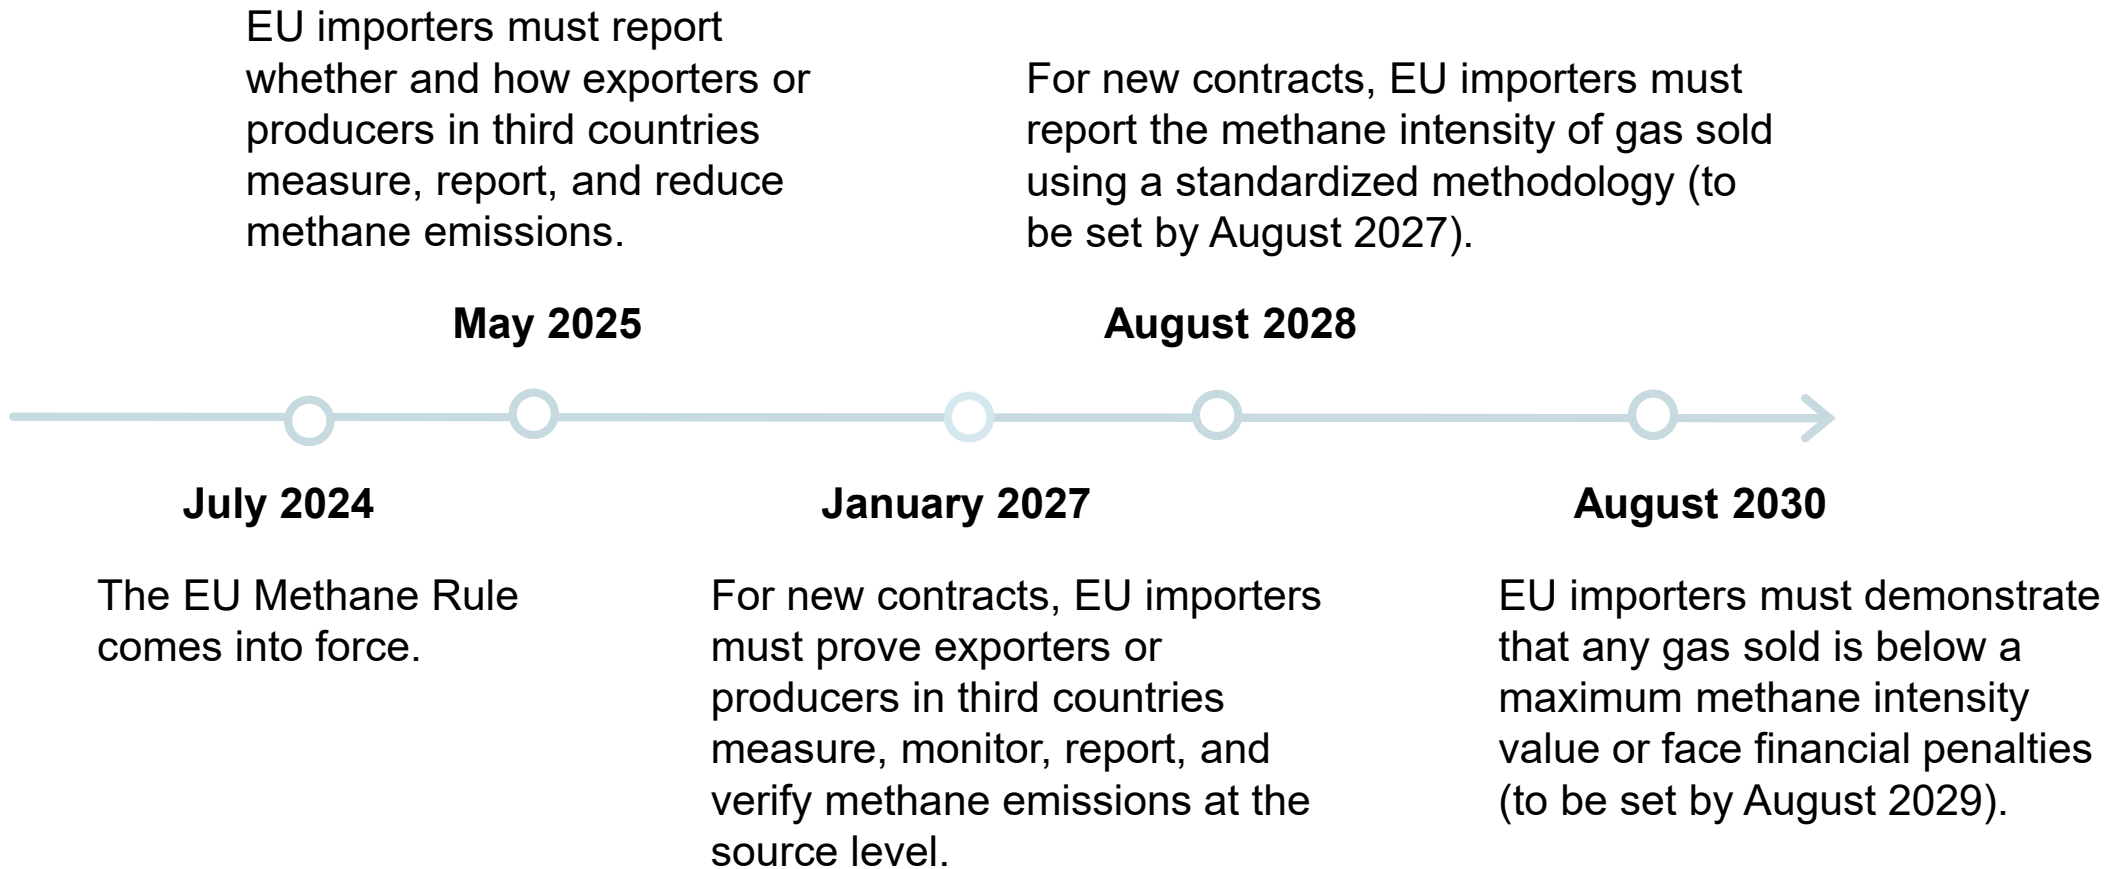 EU importers must report
whether and how exporters or
producers in third countries
measure, report, and reduce
methane emissions.
For new contracts, EU importers must
report the methane intensity of gas sold
using a standardized methodology (to
be set by August 2027).
May 2025
August 2028
July 2024
January 2027
August 2030
The EU Methane Rule
comes into force.
For new contracts, EU importers
must prove exporters or
producers in third countries
measure, monitor, report, and
verify methane emissions at the
source level.
EU importers must demonstrate
that any gas sold is below a
maximum methane intensity
value or face financial penalties
(to be set by August 2029).